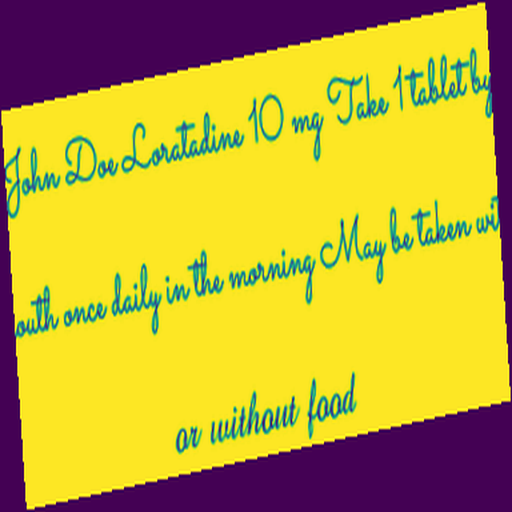 John Doe Loratadine 10 mg Take 1 tablet by
outh once daily in the morning May be taken wi
or without food